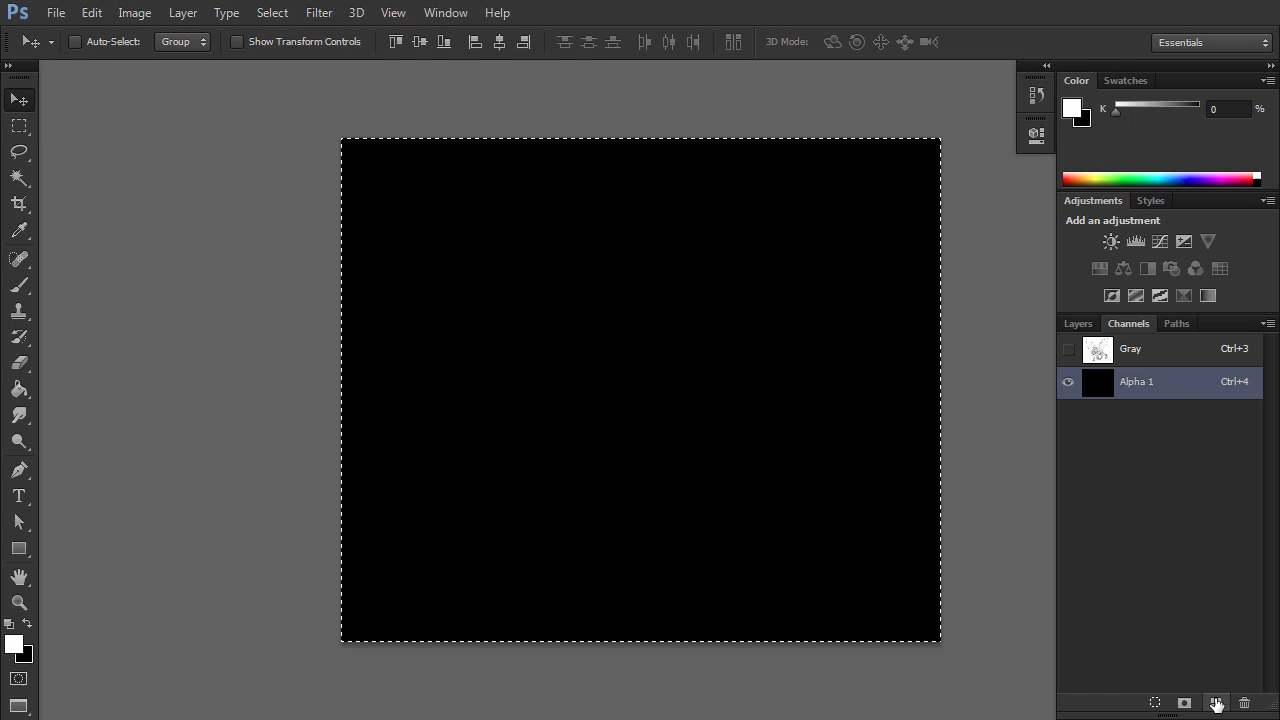 Ps File Edit Image Layer Type Select Filter 3D View Window Help
Auto-Select: Group Show Transform Controls 3D Mode: Essentials
Color Swatches
K 0 %
Adjustments Styles
Add an adjustment
Layers Channels Paths
Gray Ctrl+3
Alpha 1 Ctrl+4
T